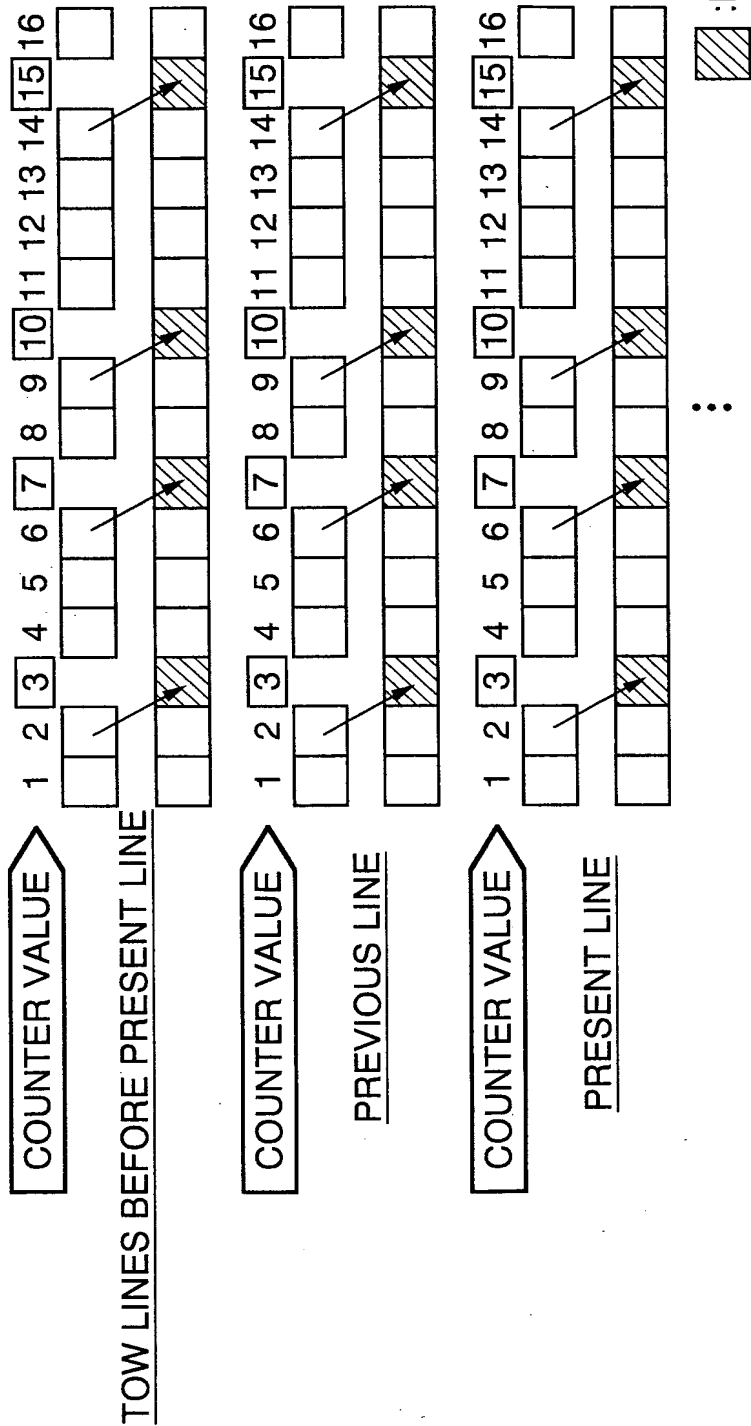 COUNTER VALUE 1 2 3 4 5 6 7 8 9 10 11 12 13 14 15 16
TOW LINES BEFORE PRESENT LINE
COUNTER VALUE 1 2 3 4 5 6 7 8 9 10 11 12 13 14 15 16
PREVIOUS LINE
COUNTER VALUE 1 2 3 4 5 6 7 8 9 10 11 12 13 14 15 16
PRESENT LINE